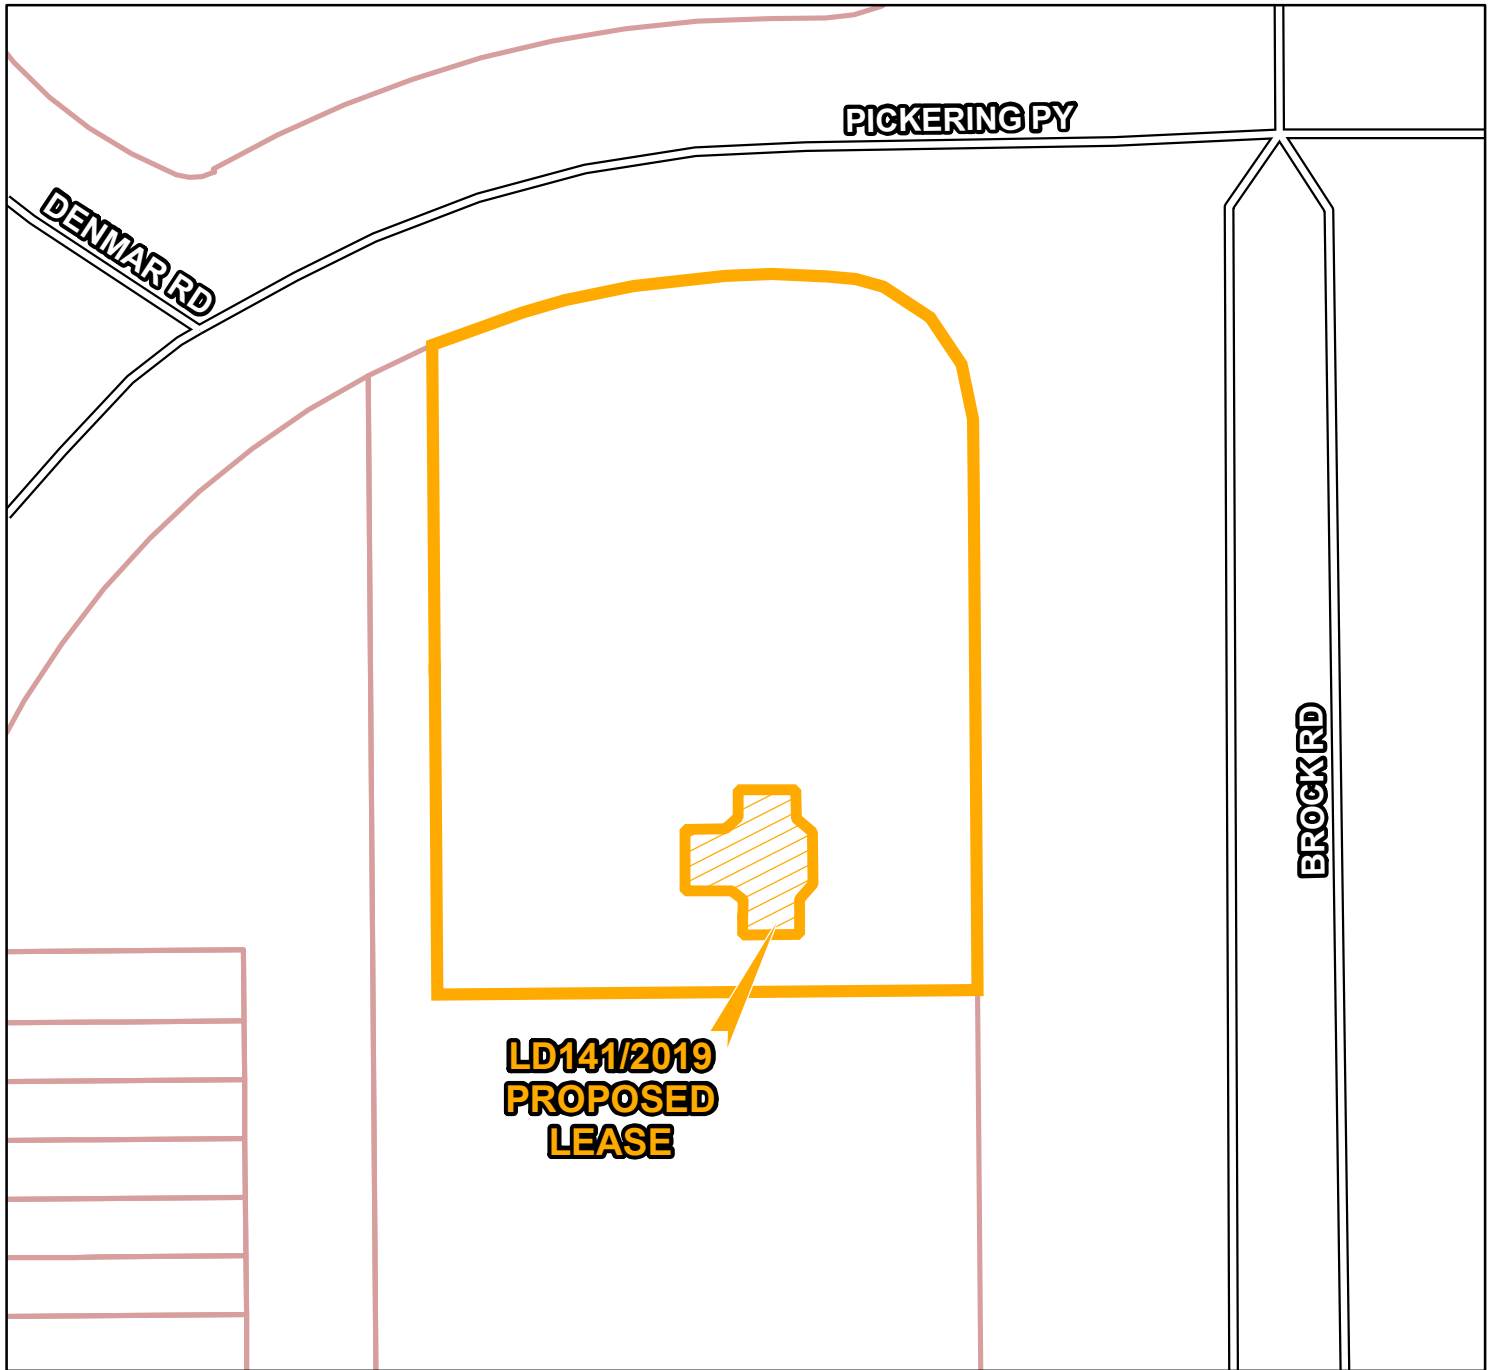 PICKERING PY
DENMAR RD
BROCK RD
LD141/2019
PROPOSED
LEASE